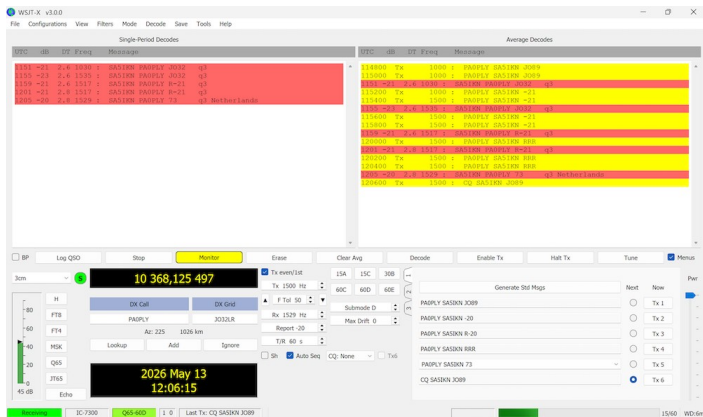 WSJT-X v3.0.0
File Configurations View Filters Mode Decode Save Tools Help
Single-Period Decodes
UTC dB DT Freq Message
1151 -21 2.6 1030 : SA5IKN PA0PLY JO32 q3
1155 -23 2.6 1535 : SA5IKN PA0PLY JO32 q3
1159 -21 2.6 1517 : SA5IKN PA0PLY R-21 q3
1201 -21 2.8 1517 : SA5IKN PA0PLY R-21 q3
1205 -20 2.8 1529 : SA5IKN PA0PLY 73 q3 Netherlands
Average Decodes
UTC dB DT Freq Message
114800 Tx 1000 : PA0PLY SA5IKN JO89
115000 Tx 1000 : PA0PLY SA5IKN JO89
1151 -21 2.6 1030 : SA5IKN PA0PLY JO32 q3
115200 Tx 1000 : PA0PLY SA5IKN -21
115400 Tx 1500 : PA0PLY SA5IKN -21
1155 -23 2.6 1535 : SA5IKN PA0PLY JO32 q3
115600 Tx 1500 : PA0PLY SA5IKN -21
115800 Tx 1500 : PA0PLY SA5IKN -21
1159 -21 2.6 1517 : SA5IKN PA0PLY R-21 q3
120000 Tx 1500 : PA0PLY SA5IKN RRR
1201 -21 2.8 1517 : SA5IKN PA0PLY R-21 q3
120200 Tx 1500 : PA0PLY SA5IKN RRR
120400 Tx 1500 : PA0PLY SA5IKN RRR
1205 -20 2.8 1529 : SA5IKN PA0PLY 73 q3 Netherlands
120600 Tx 1500 : CQ SA5IKN JO89
BP Log QSO Stop Monitor Erase Clear Avg Decode Enable Tx Halt Tx Tune Menus
3cm S 10 368,125 497
Tx even/1st
Tx 1500 Hz
F Tol 50
Rx 1529 Hz
Report -20
T/R 60 s
Sh Auto Seq CQ: None Tx6
15A 15C 30B
60C 60D 60E
Submode D
Max Drift 0
1
2
3
Generate Std Msgs Next Now Pwr
PA0PLY SA5IKN JO89 Tx 1
PA0PLY SA5IKN -20 Tx 2
PA0PLY SA5IKN R-20 Tx 3
PA0PLY SA5IKN RRR Tx 4
PA0PLY SA5IKN 73 Tx 5
CQ SA5IKN JO89 Tx 6
80
60
40
20
0
45 dB
H
FT8
FT4
MSK
Q65
JT65
Echo
DX Call DX Grid
PA0PLY JO32LR
Az: 225 1026 km
Lookup Add Ignore
2026 May 13
12:06:15
Receiving IC-7300 Q65-60D 1 0 Last Tx: CQ SA5IKN JO89 15/60 WD:6m